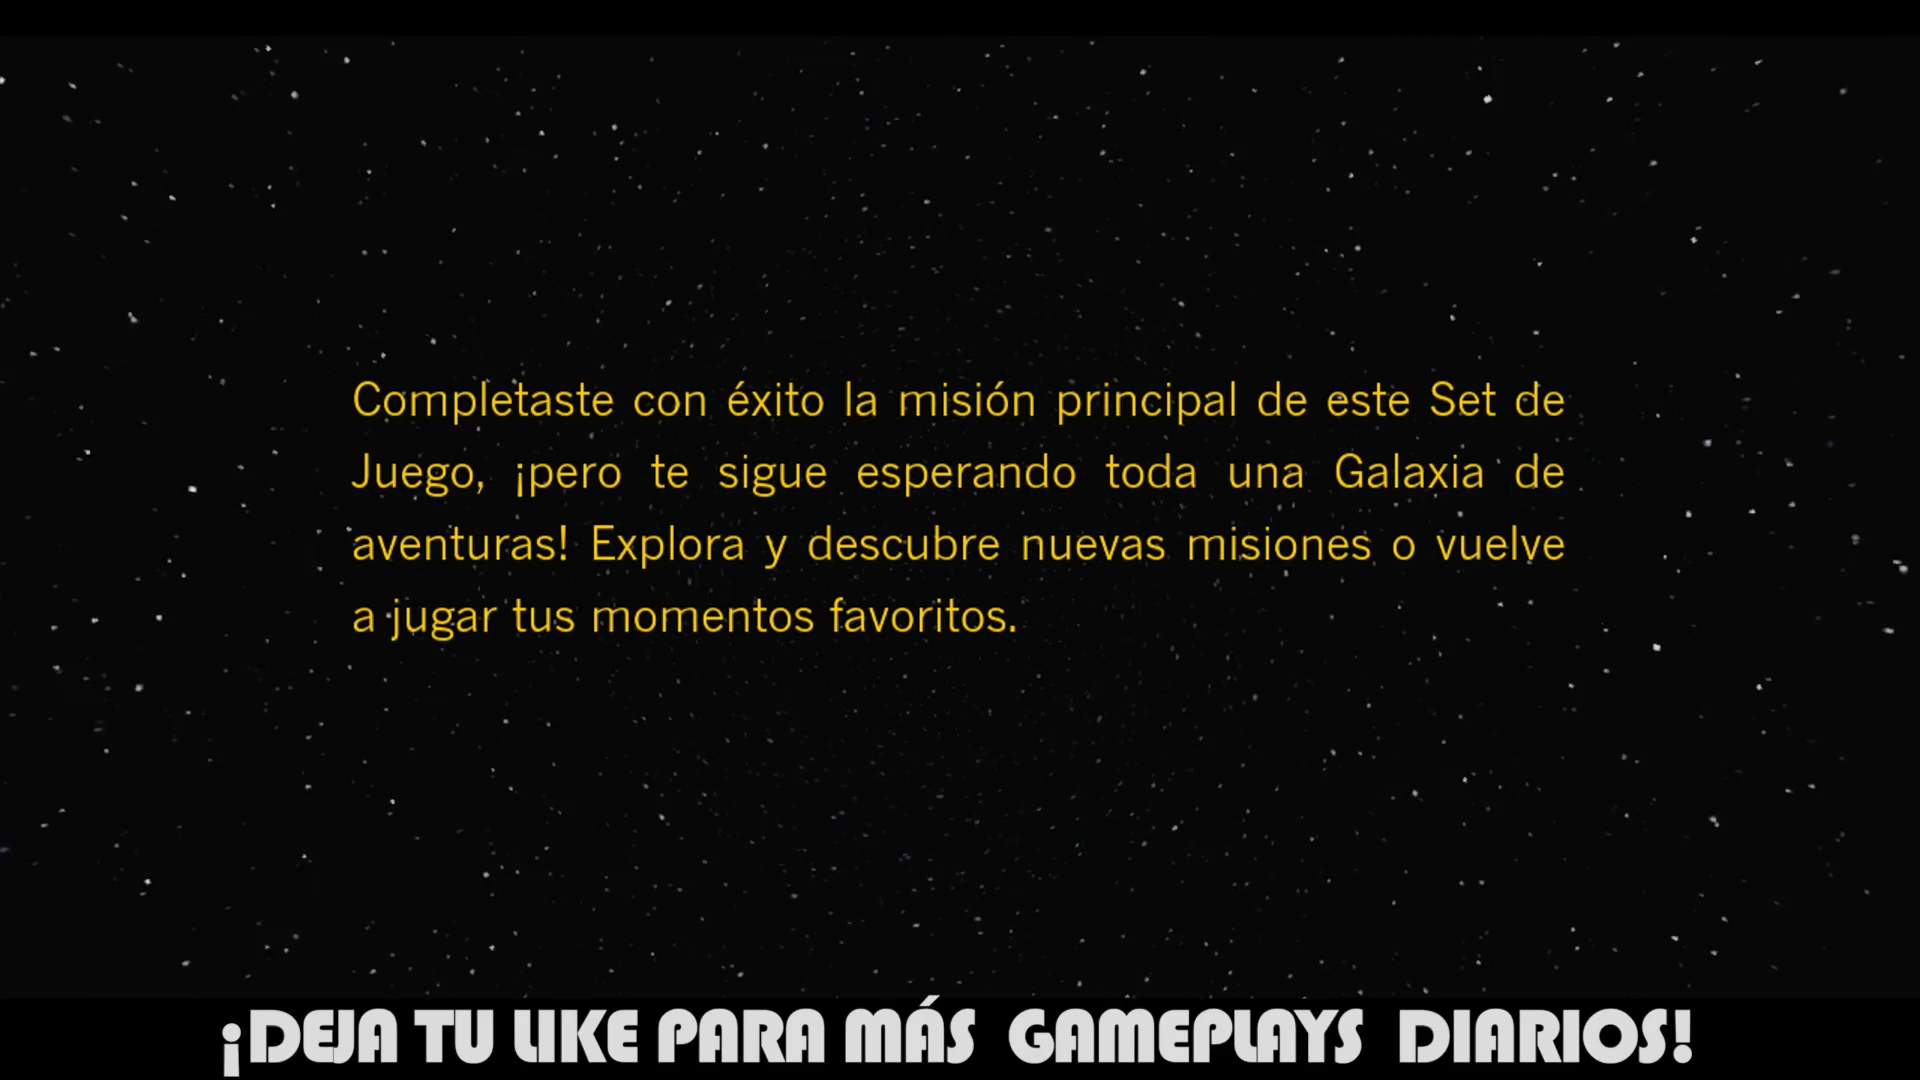 Completaste con éxito la misión principal de este Set de
Juego, ¡pero te sigue esperando toda una Galaxia de
aventuras! Explora y descubre nuevas misiones o vuelve
a jugar tus momentos favoritos.
¡DEJA TU LIKE PARA MÁS GAMEPLAYS DIARIOS!